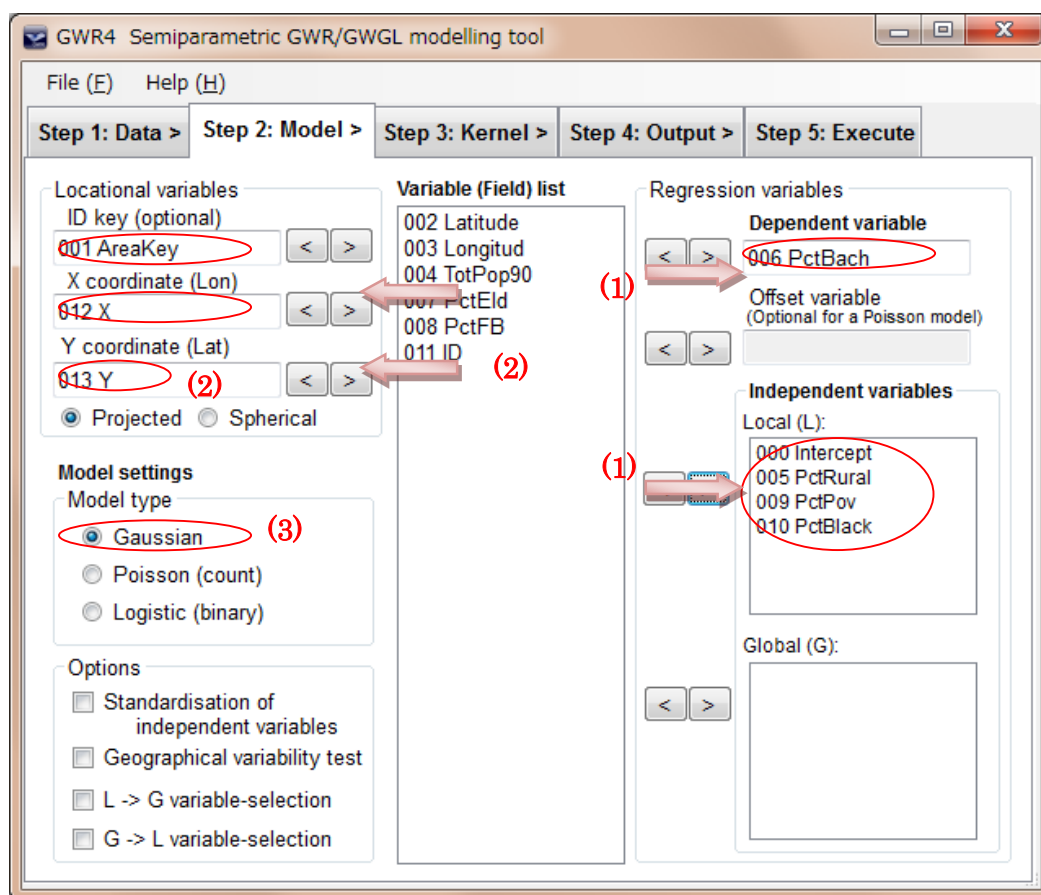 GWR4 Semiparametric GWR/GWGL modelling tool
File (F) Help (H)
Step 1: Data > Step 2: Model > Step 3: Kernel > Step 4: Output > Step 5: Execute
Locational variables
ID key (optional)
001 AreaKey
< >
X coordinate (Lon)
012 X
< >
Y coordinate (Lat)
013 Y
(2)
< >
Projected Spherical
Model settings
Model type
Gaussian
(3)
Poisson (count)
Logistic (binary)
Options
Standardisation of
independent variables
Geographical variability test
L -> G variable-selection
G -> L variable-selection
Variable (Field) list
002 Latitude
003 Longitud
004 TotPop90
007 PctEld
008 PctFB
011 ID
(2)
Regression variables
Dependent variable
< >
006 PctBach
(1)
Offset variable
(Optional for a Poisson model)
< >
Independent variables
Local (L):
000 Intercept
005 PctRural
009 PctPov
010 PctBlack
(1)
Global (G):
< >